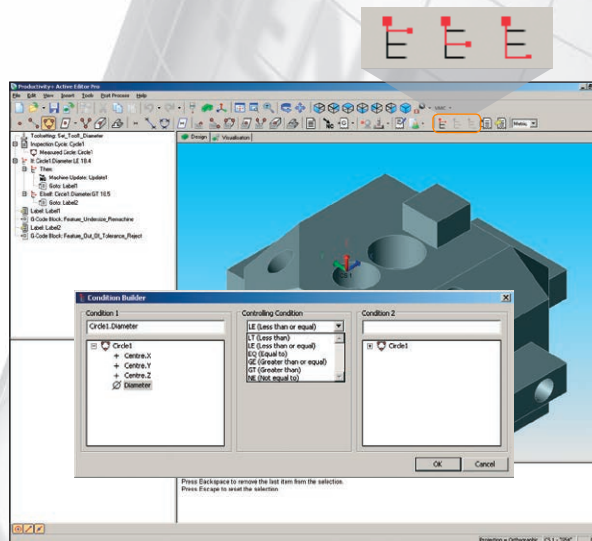 Productivity+ Active Editor Pro
File Edit View Insert Tools Post Process Help
Toolsetting: Set_Tool1_Diameter
Inspection Cycle: Cycle1
Measured Circle: Circle1
If: Circle1.Diameter LE 10.4
Then:
Machine Update: Update1
Goto: Label1
ElseIf: Circle1.Diameter GT 10.5
Goto: Label2
Label: Label1
G-Code Block: Feature_Undersize_Remachine
Label: Label2
G-Code Block: Feature_Out_Of_Tolerance_Reject
Design Visualisation
Metric
CS 1
Condition Builder
Condition 1 Controlling Condition Condition 2
Circle1.Diameter LE (Less than or equal)
LT (Less than)
LE (Less than or equal)
EQ (Equal to)
GE (Greater than or equal)
GT (Greater than)
NE (Not equal to)
Circle1
Centre.X
Centre.Y
Centre.Z
Diameter
Circle1
OK Cancel
Press Backspace to remove the last item from the selection.
Press Escape to reset the selection
Projection = Orthographic